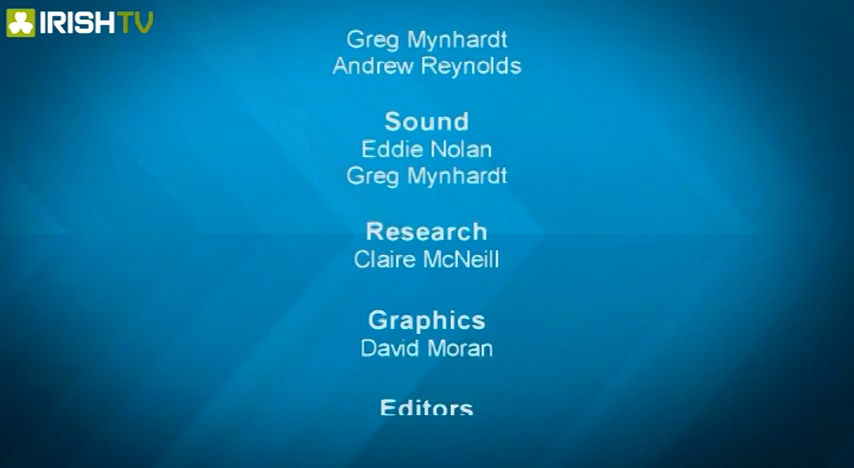 IRISHTV
Greg Mynhardt
Andrew Reynolds
Sound
Eddie Nolan
Greg Mynhardt
Research
Claire McNeill
Graphics
David Moran
Editors